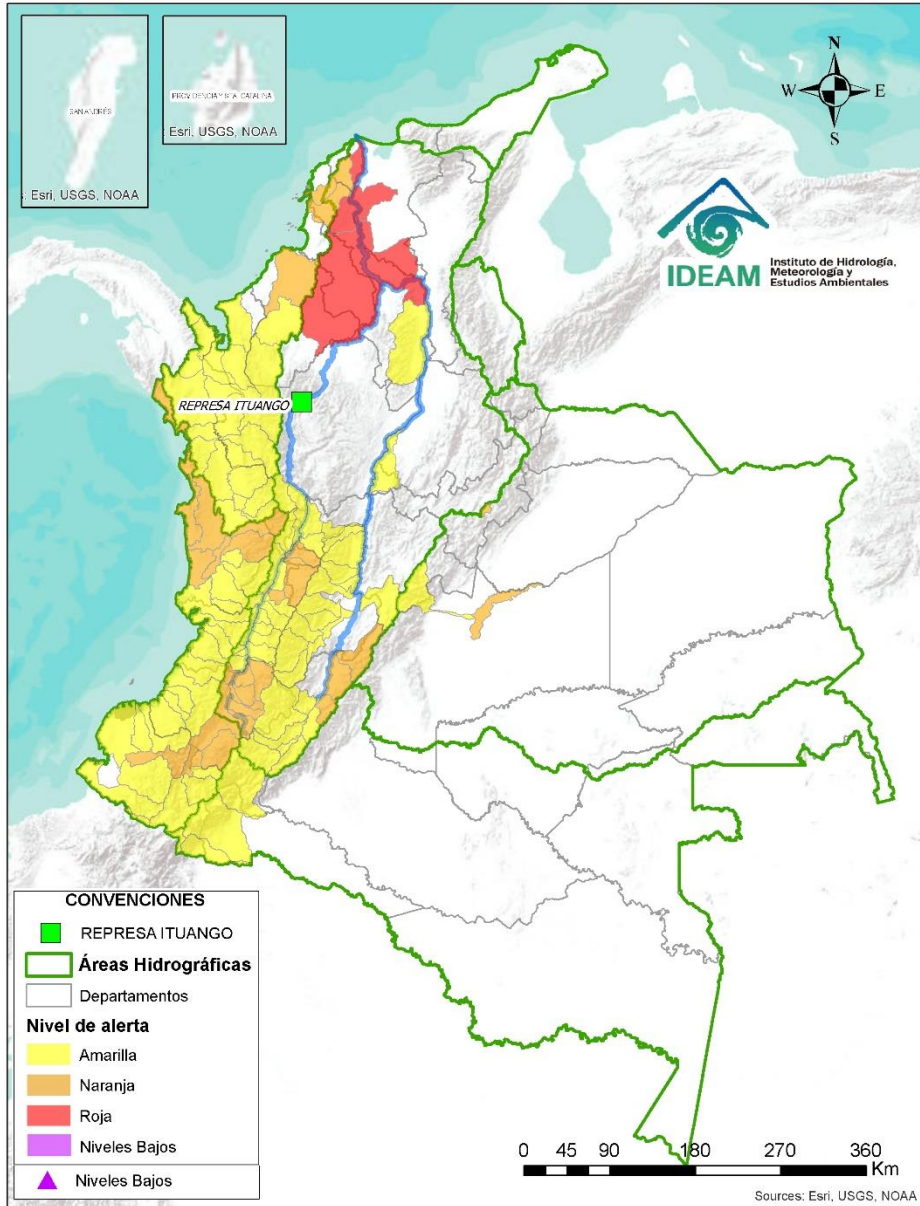 SAN ANDRÉS
: Esri, USGS, NOAA
PROVIDENCIA Y STA. CATALINA
: Esri, USGS, NOAA
N
W
E
S
IDEAM
Instituto de Hidrología,
Meteorología y
Estudios Ambientales
REPRESA ITUANGO
CONVENCIONES
REPRESA ITUANGO
Áreas Hidrográficas
Departamentos
Nivel de alerta
Amarilla
Naranja
Roja
Niveles Bajos
Niveles Bajos
0 45 90 180 270 360
Km
Sources: Esri, USGS, NOAA